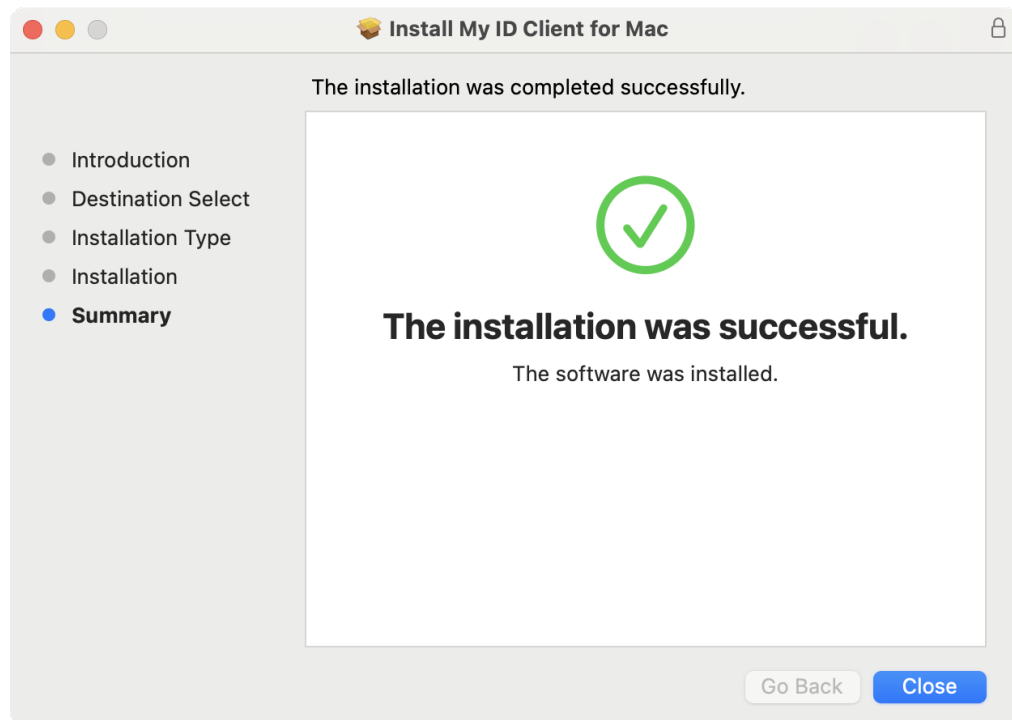 Install My ID Client for Mac
The installation was completed successfully.
Introduction
Destination Select
Installation Type
Installation
Summary
The installation was successful.
The software was installed.
Go Back
Close